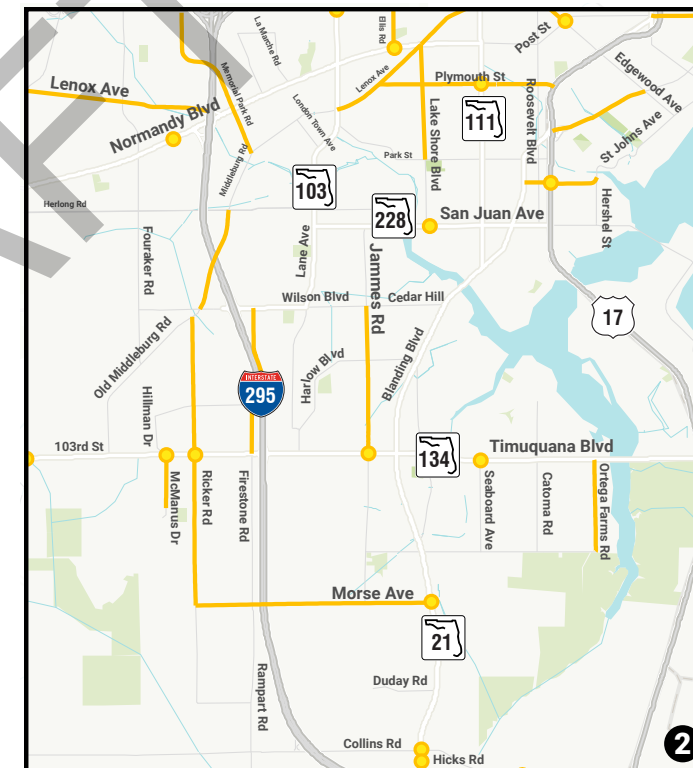 La Marche Rd
Ellis Rd
Post St
Edgewood Ave
Lenox Ave
Memorial Park Rd
Lenox Ave
Plymouth St
Roosevelt Blvd
Normandy Blvd
London Town Ave
Lake Shore Blvd
111
St Johns Ave
Middleburg Rd
Park St
103
Herlong Rd
228
San Juan Ave
Hershel St
Fouraker Rd
Lane Ave
Jammes Rd
Wilson Blvd
Cedar Hill
17
Old Middleburg Rd
Harlow Blvd
Blanding Blvd
INTERSTATE
295
Hillman Dr
103rd St
134
Timuquana Blvd
McManus Dr
Ricker Rd
Firestone Rd
Seaboard Ave
Catoma Rd
Ortega Farms Rd
Morse Ave
21
Rampart Rd
Duday Rd
Collins Rd
Hicks Rd
2